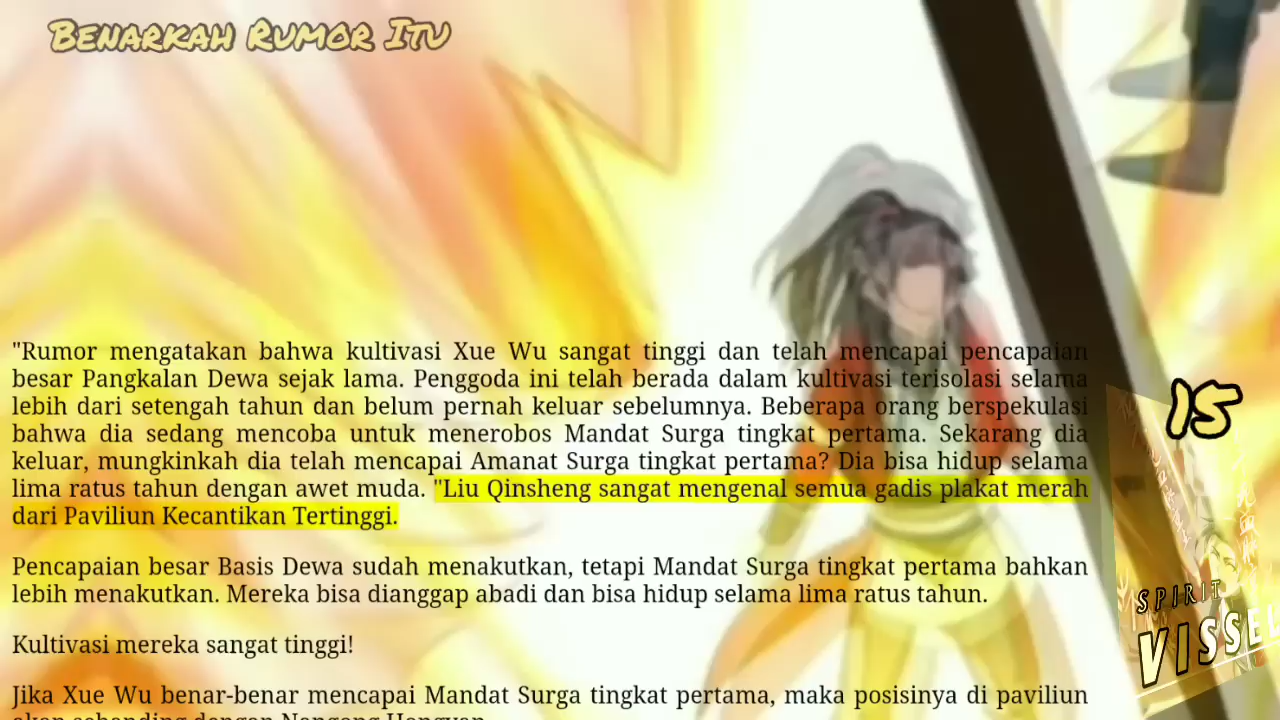 Benarkah Rumor Itu
"Rumor mengatakan bahwa kultivasi Xue Wu sangat tinggi dan telah mencapai pencapaian
besar Pangkalan Dewa sejak lama. Penggoda ini telah berada dalam kultivasi terisolasi selama
lebih dari setengah tahun dan belum pernah keluar sebelumnya. Beberapa orang berspekulasi
bahwa dia sedang mencoba untuk menerobos Mandat Surga tingkat pertama. Sekarang dia
keluar, mungkinkah dia telah mencapai Amanat Surga tingkat pertama? Dia bisa hidup selama
lima ratus tahun dengan awet muda. "Liu Qinsheng sangat mengenal semua gadis plakat merah
dari Paviliun Kecantikan Tertinggi.
Pencapaian besar Basis Dewa sudah menakutkan, tetapi Mandat Surga tingkat pertama bahkan
lebih menakutkan. Mereka bisa dianggap abadi dan bisa hidup selama lima ratus tahun.
Kultivasi mereka sangat tinggi!
Jika Xue Wu benar-benar mencapai Mandat Surga tingkat pertama, maka posisinya di paviliun
akan sebanding dengan Nangong Hongyan
15
SPIRIT
VISSEL